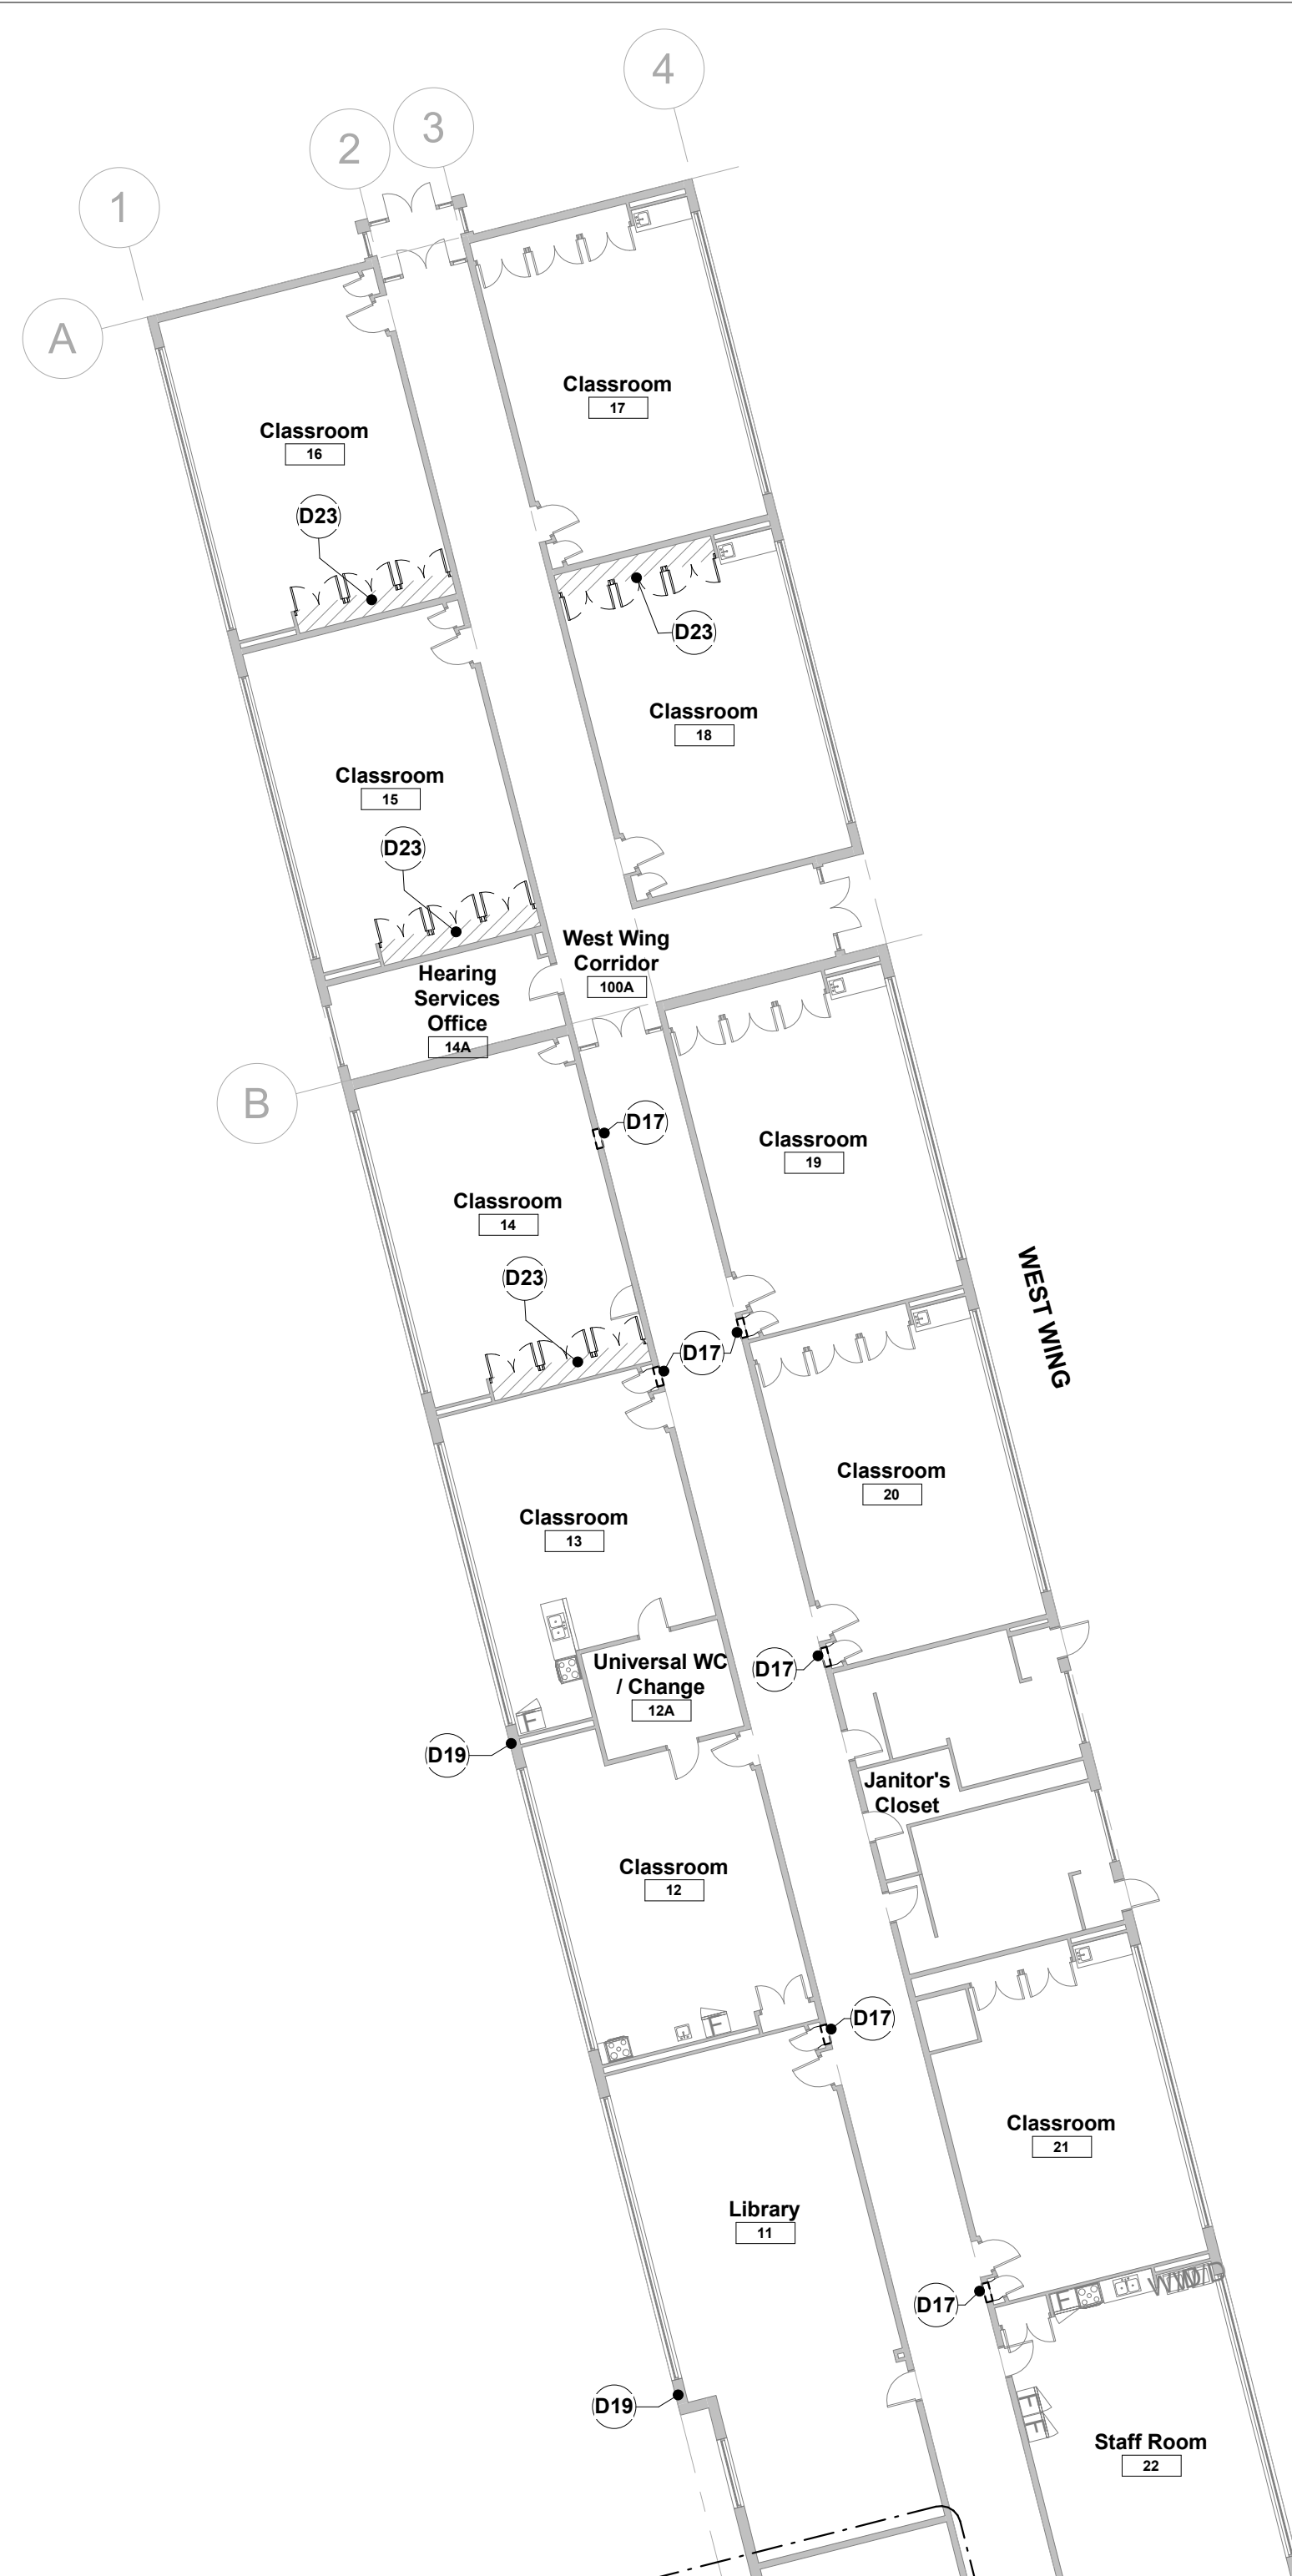 4
3
2
1
A
Classroom
17
Classroom
16
D23
D23
Classroom
18
Classroom
15
D23
West Wing
Corridor
100A
Hearing
Services
Office
14A
B
D17
Classroom
19
Classroom
14
D23
WEST WING
D17
Classroom
20
Classroom
13
Universal WC
/ Change
12A
D17
F
D19
Janitor's
Closet
Classroom
12
F
D17
Classroom
21
Library
11
D17
F
W
D
D19
F
F
Staff Room
22